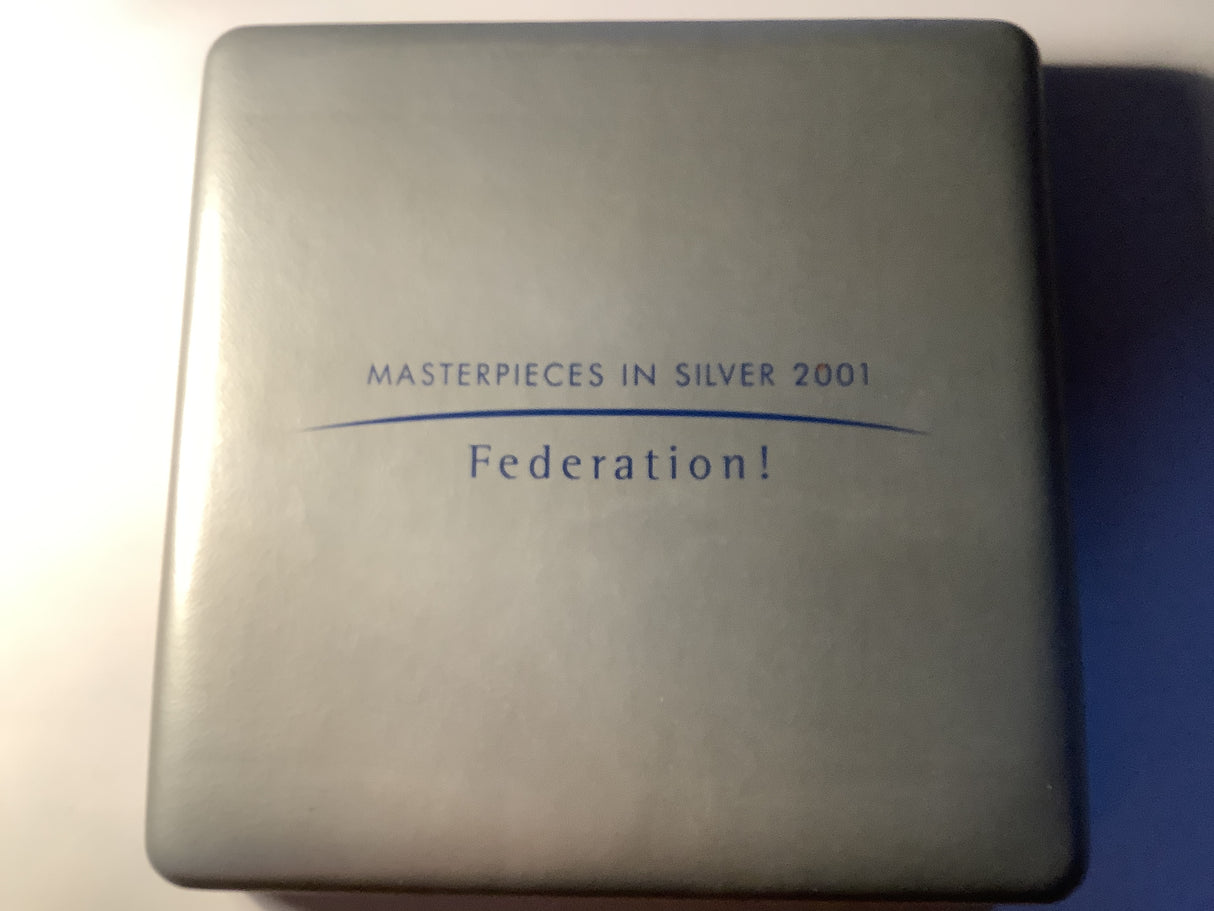 MASTERPIECES IN SILVER 2001
Federation!